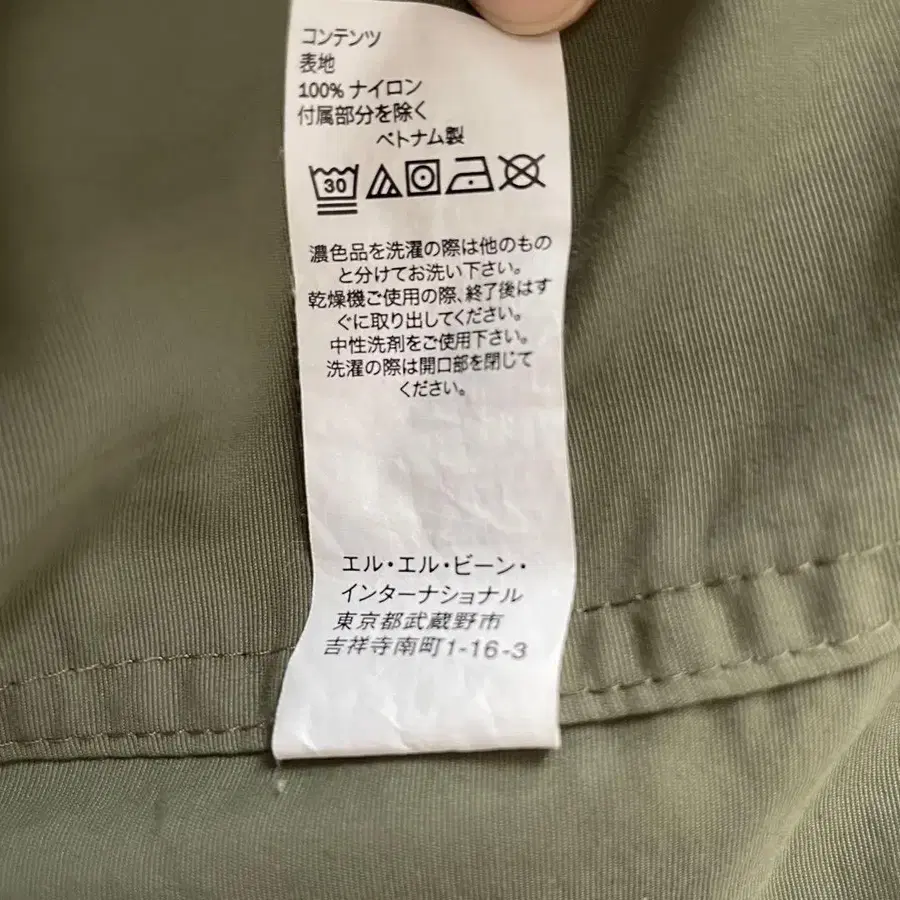 コンテンツ
表地
100% ナイロン
付属部分を除く
ベトナム製
30
濃色品を洗濯の際は他のもの
と分けてお洗い下さい。
乾燥機ご使用の際、終了後はす
ぐに取り出してください。
中性洗剤をご使用下さい。
洗濯の際は開口部を閉じて
ください。
エル・エル・ビーン・
インターナショナル
東京都武蔵野市
吉祥寺南町1-16-3